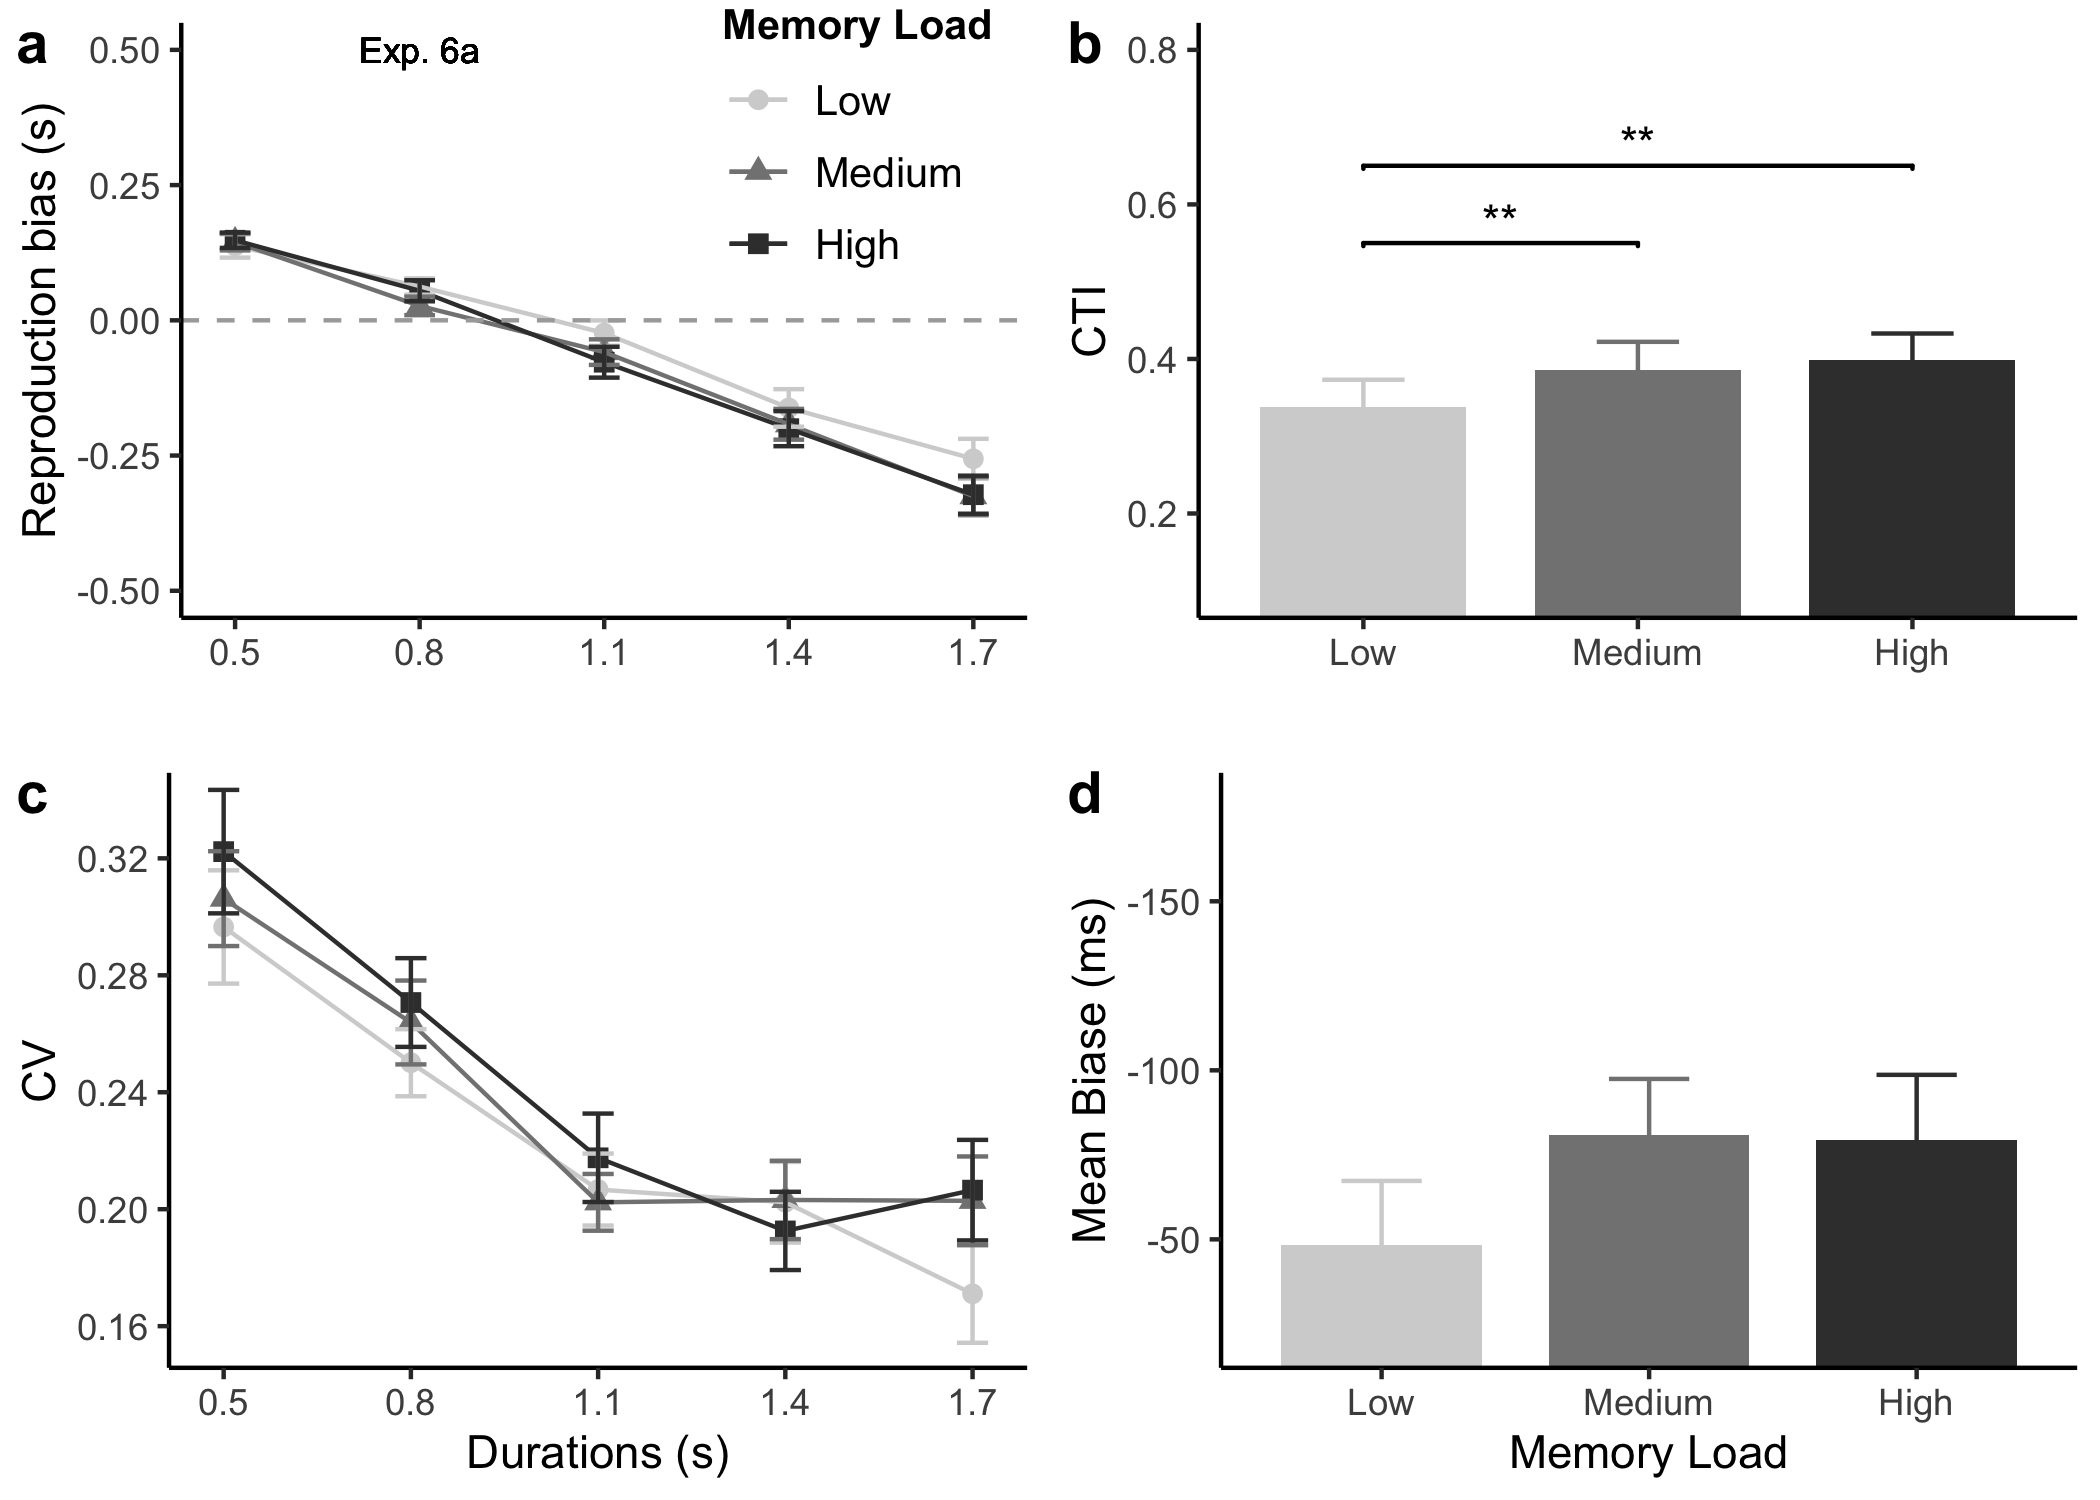 a
Exp. 6a
Memory Load
Low
Medium
High
Reproduction bias (s)
0.50
0.25
0.00
-0.25
-0.50
0.5 0.8 1.1 1.4 1.7
b
CTI
0.8
0.6
0.4
0.2
**
**
Low Medium High
c
CV
0.32
0.28
0.24
0.20
0.16
0.5 0.8 1.1 1.4 1.7
Durations (s)
d
Mean Biase (ms)
-150
-100
-50
Low Medium High
Memory Load